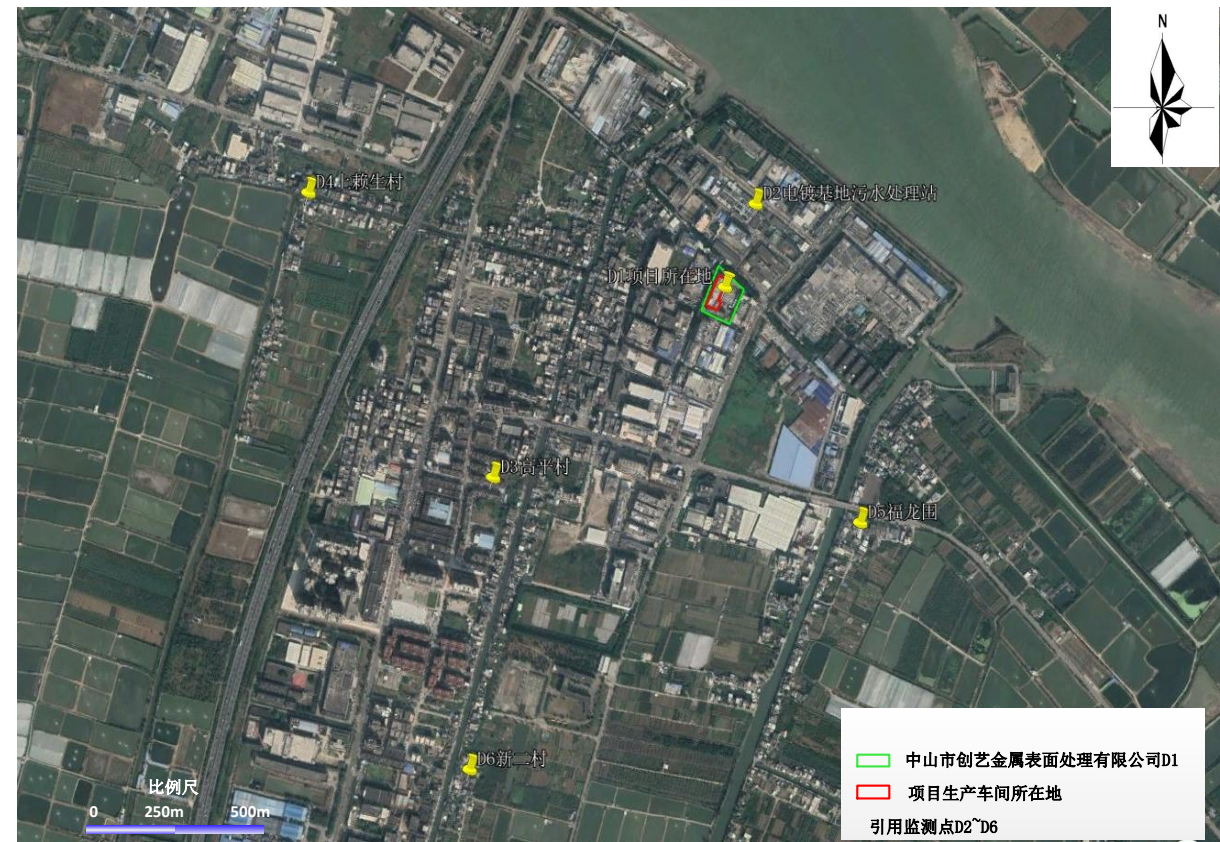 N
D4上赖生村
D2电镀基地污水处理站
D1项目所在地
D3高平村
D5福龙围
D6新二村
比例尺
0 250m 500m
中山市创艺金属表面处理有限公司D1
项目生产车间所在地
引用监测点D2~D6